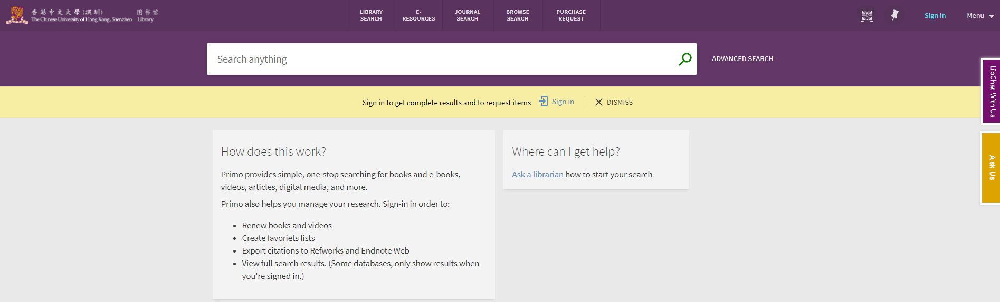 香港中文大學(深圳) 图书馆
The Chinese University of Hong Kong, Shenzhen Library
LIBRARY SEARCH
E-RESOURCES
JOURNAL SEARCH
BROWSE SEARCH
PURCHASE REQUEST
Sign in
Menu
Search anything
ADVANCED SEARCH
LibChat With Us
Sign in to get complete results and to request items Sign in DISMISS
Ask Us
How does this work?
Primo provides simple, one-stop searching for books and e-books,
videos, articles, digital media, and more.
Primo also helps you manage your research. Sign-in in order to:
Renew books and videos
Create favoriets lists
Export citations to Refworks and Endnote Web
View full search results. (Some databases, only show results when
you're signed in.)
Where can I get help?
Ask a librarian how to start your search